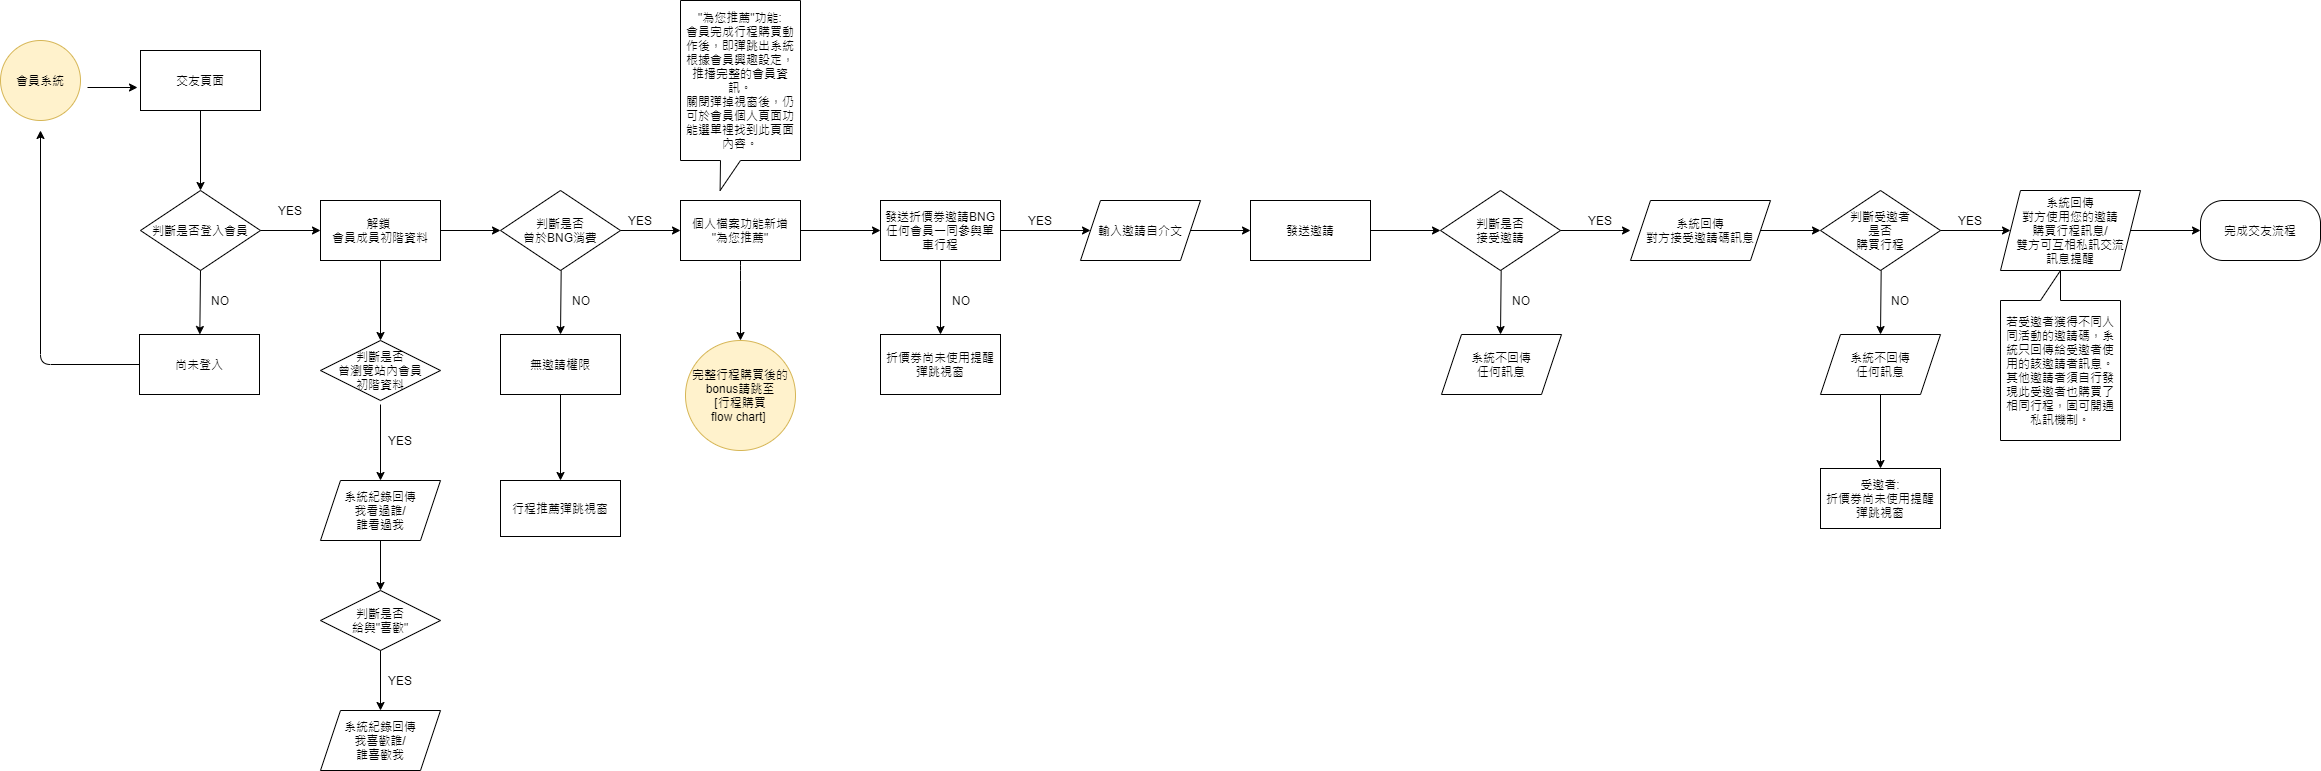 "為您推薦"功能:
會員完成行程購買動
作後，即彈跳出系統
根據會員興趣設定，
推播完整的會員資
訊。
關閉彈掉視窗後，仍
可於會員個人頁面功
能選單裡找到此頁面
內容。
會員系統
交友頁面
判斷是否登入會員
YES
NO
尚未登入
解鎖
會員成員初階資料
判斷是否
曾瀏覽站內會員
初階資料
YES
系統紀錄回傳
我看過誰/
誰看過我
判斷是否
給與"喜歡"
YES
系統紀錄回傳
我喜歡誰/
誰喜歡我
判斷是否
曾於BNG消費
YES
NO
無邀請權限
行程推薦彈跳視窗
個人檔案功能新增
"為您推薦"
完整行程購買後的
bonus請跳至
[行程購買
flow chart]
發送折價券邀請BNG
任何會員一同參與單
車行程
YES
NO
折價券尚未使用提醒
彈跳視窗
輸入邀請自介文
發送邀請
判斷是否
接受邀請
YES
NO
系統不回傳
任何訊息
系統回傳
對方接受邀請碼訊息
判斷受邀者
是否
購買行程
YES
NO
系統不回傳
任何訊息
受邀者:
折價券尚未使用提醒
彈跳視窗
系統回傳
對方使用您的邀請
購買行程訊息/
雙方可互相私訊交流
訊息提醒
若受邀者獲得不同人
同活動的邀請碼，系
統只回傳給受邀者使
用的該邀請者訊息。
其他邀請者須自行發
現此受邀者也購買了
相同行程，固可開通
私訊機制。
完成交友流程